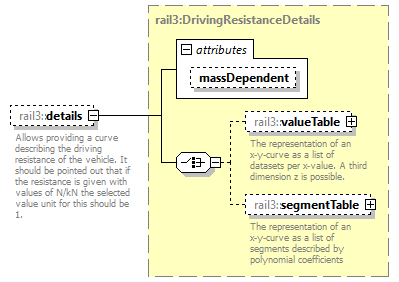 rail3:DrivingResistanceDetails
attributes
massDependent
rail3::details
Allows providing a curve
describing the driving
resistance of the vehicle. It
should be pointed out that if
the resistance is given with
values of N/kN the selected
value unit for this should be
1.
rail3::valueTable
The representation of an
x-y-curve as a list of
datasets per x-value. A third
dimension z is possible.
rail3::segmentTable
The representation of an
x-y-curve as a list of
segments described by
polynomial coefficients